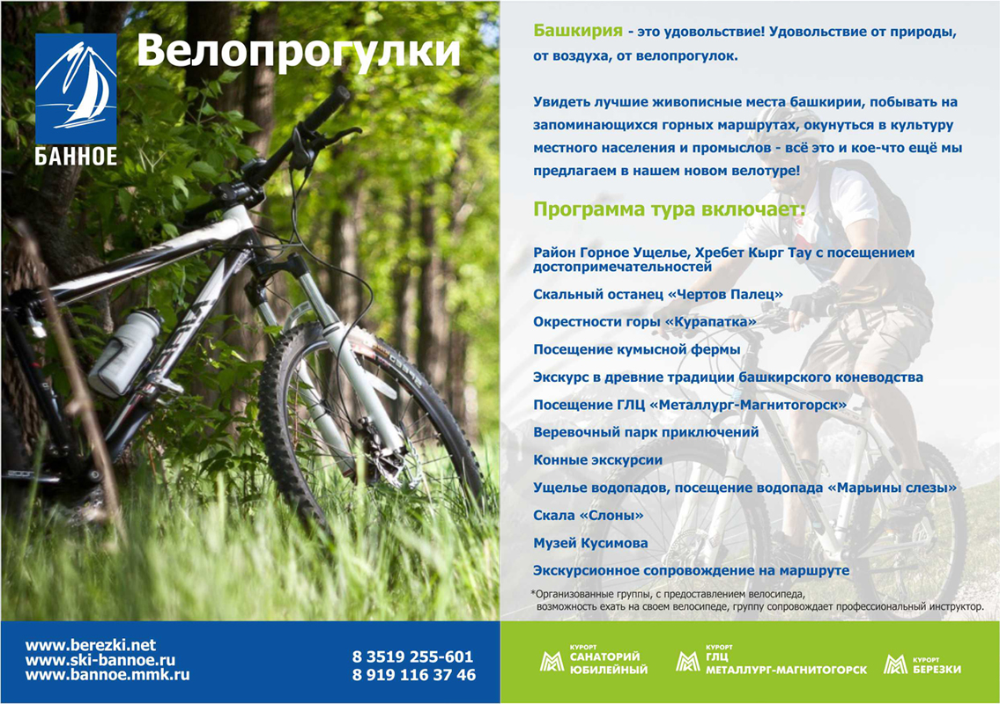 Велопрогулки
БАННОЕ
www.berezki.net
www.ski-bannoe.ru
www.bannoe.mmk.ru
8 3519 255-601
8 919 116 37 46
Башкирия - это удовольствие! Удовольствие от природы,
от воздуха, от велопрогулок.
Увидеть лучшие живописные места башкирии, побывать на
запоминающихся горных маршрутах, окунуться в культуру
местного населения и промыслов - всё это и кое-что ещё мы
предлагаем в нашем новом велотуре!
Программа тура включает:
Район Горное Ущелье, Хребет Кырг Тау с посещением
достопримечательностей
Скальный останец «Чертов Палец»
Окрестности горы «Курапатка»
Посещение кумысной фермы
Экскурс в древние традиции башкирского коневодства
Посещение ГЛЦ «Металлург-Магнитогорск»
Веревочный парк приключений
Конные экскурсии
Ущелье водопадов, посещение водопада «Марьины слезы»
Скала «Слоны»
Музей Кусимова
Экскурсионное сопровождение на маршруте
*Организованные группы, с предоставлением велосипеда,
возможность ехать на своем велосипеде, группу сопровождает профессиональный инструктор.
КУРОРТ
САНАТОРИЙ
ЮБИЛЕЙНЫЙ
КУРОРТ
ГЛЦ
МЕТАЛЛУРГ-МАГНИТОГОРСК
КУРОРТ
БЕРЕЗКИ